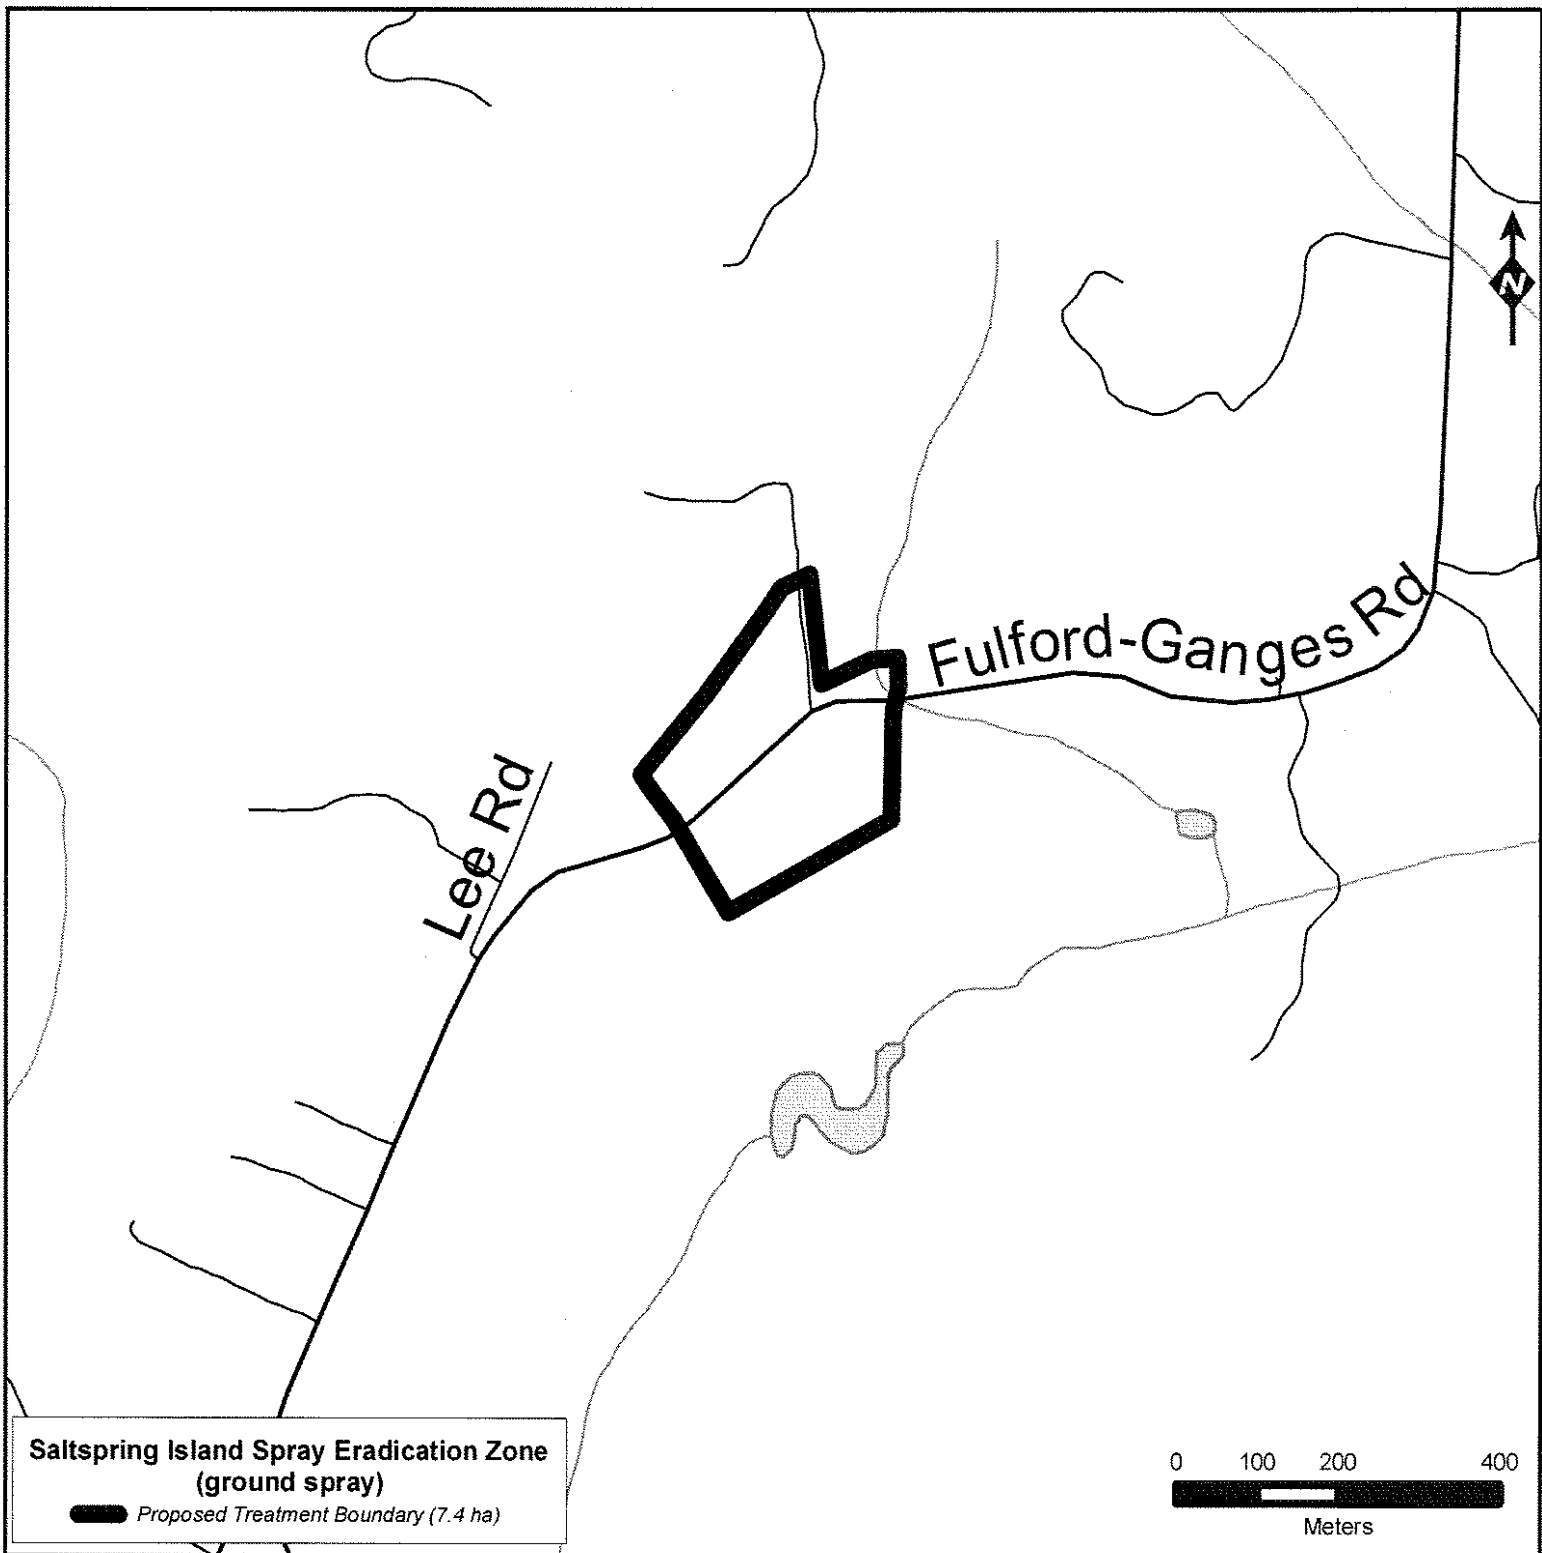 N
Fulford-Ganges Rd
Lee Rd
Saltspring Island Spray Eradication Zone
(ground spray)
Proposed Treatment Boundary (7.4 ha)
0 100 200 400
Meters